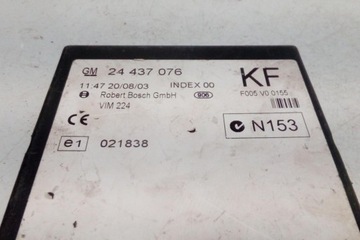 GM 24 437 076
KF
11:47 20/08/03 INDEX 00
Robert Bosch GmbH 906
F005 V0 0155
VIM 224
CE
N153
e1 021838